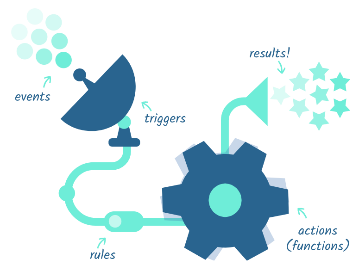 results!
events
triggers
actions
(functions)
rules